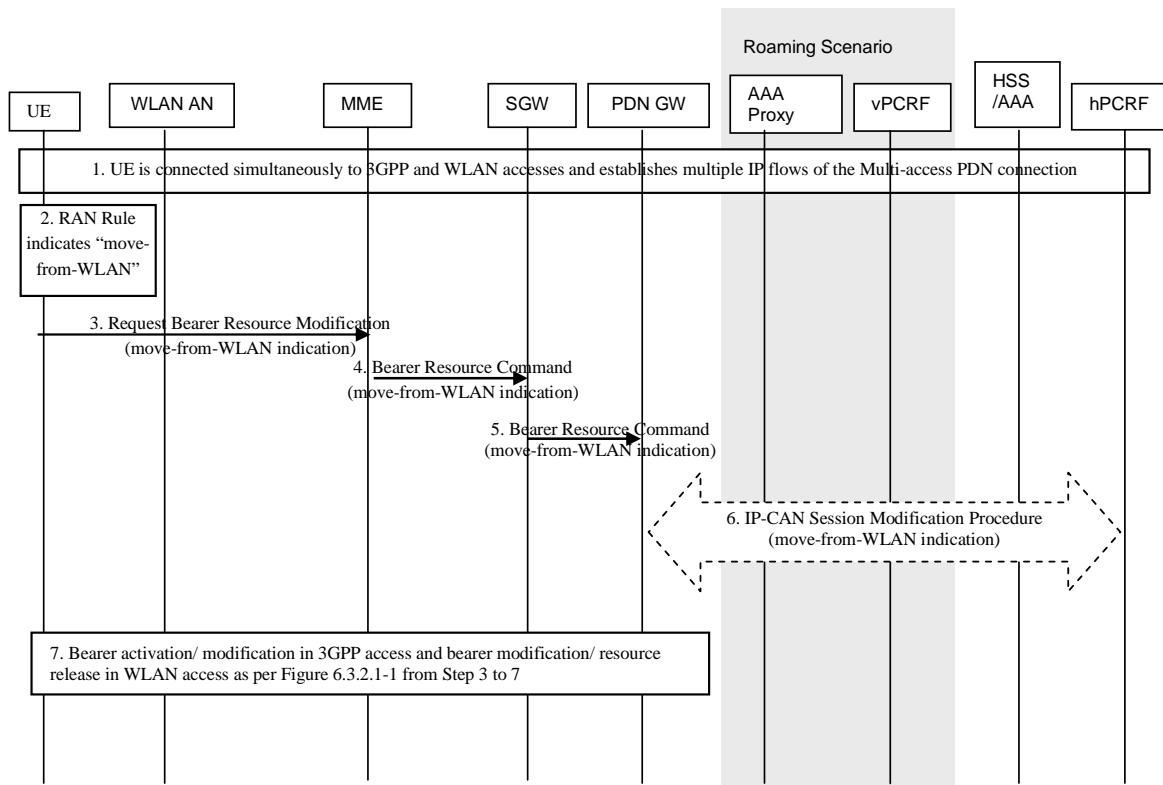 Roaming Scenario
UE
WLAN AN
MME
SGW
PDN GW
AAA
Proxy
vPCRF
HSS
/AAA
hPCRF
1. UE is connected simultaneously to 3GPP and WLAN accesses and establishes multiple IP flows of the Multi-access PDN connection
2. RAN Rule
indicates “move-
from-WLAN”
3. Request Bearer Resource Modification
(move-from-WLAN indication)
4. Bearer Resource Command
(move-from-WLAN indication)
5. Bearer Resource Command
(move-from-WLAN indication)
6. IP-CAN Session Modification Procedure
(move-from-WLAN indication)
7. Bearer activation/ modification in 3GPP access and bearer modification/ resource
release in WLAN access as per Figure 6.3.2.1-1 from Step 3 to 7